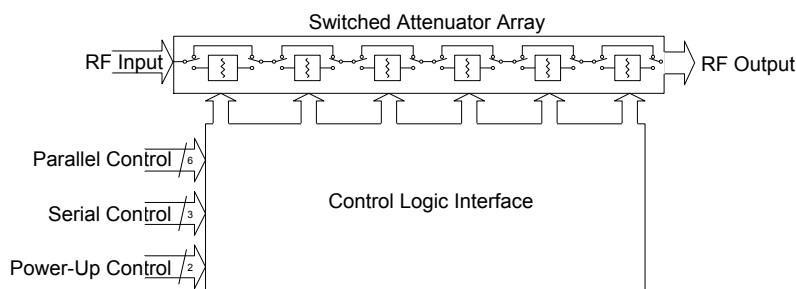 Switched Attenuator Array
RF Input
RF Output
Parallel Control 6
Control Logic Interface
Serial Control 3
Power-Up Control 2